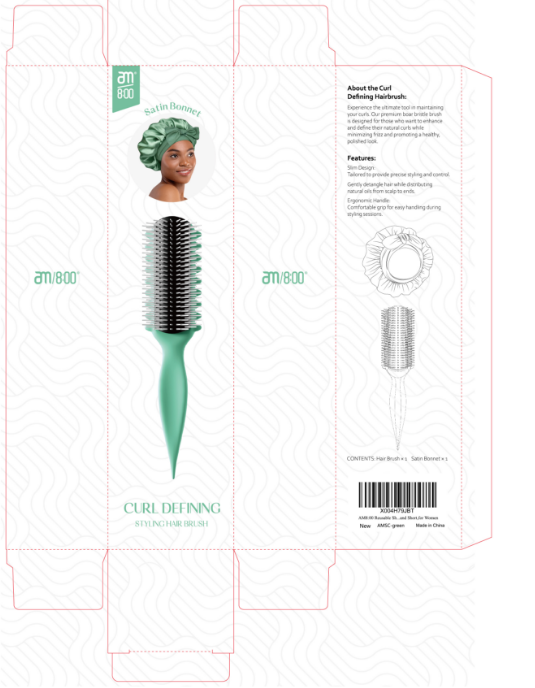 am
8:00
Satin Bonnet
am/8:00
CURL DEFINING
STYLING HAIR BRUSH
am/8:00
About the Curl
Defining Hairbrush:
Experience the ultimate tool in maintaining
your curls. Our premium boar bristle brush
is designed for those who want to enhance
and define their natural curls while
minimizing frizz and promoting a healthy,
polished look.
Features:
Slim Design:
Tailored to provide precise styling and control.
Gently detangle hair while distributing
natural oils from scalp to ends.
Ergonomic Handle:
Comfortable grip for easy handling during
styling sessions.
CONTENTS: Hair Brush × 1 Satin Bonnet × 1
X004H79JBT
New AMSC-green Made in China